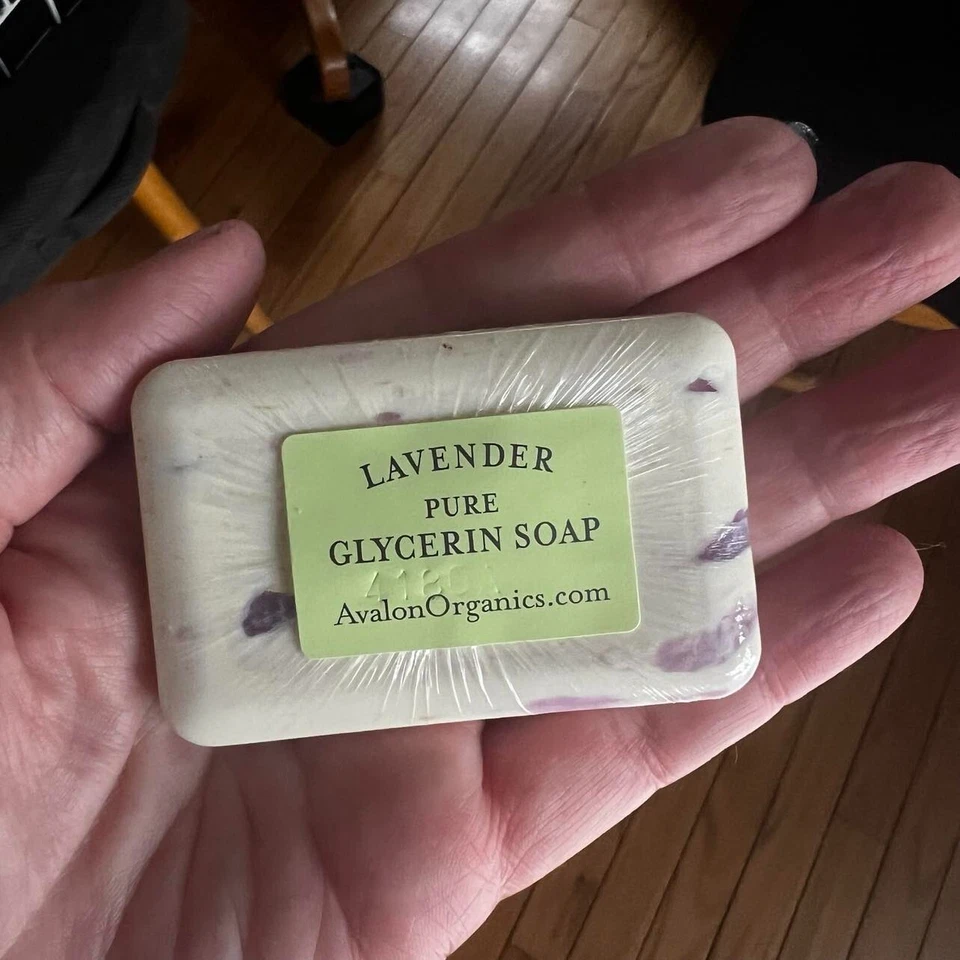 LAVENDER
PURE
GLYCERIN SOAP
AvalonOrganics.com